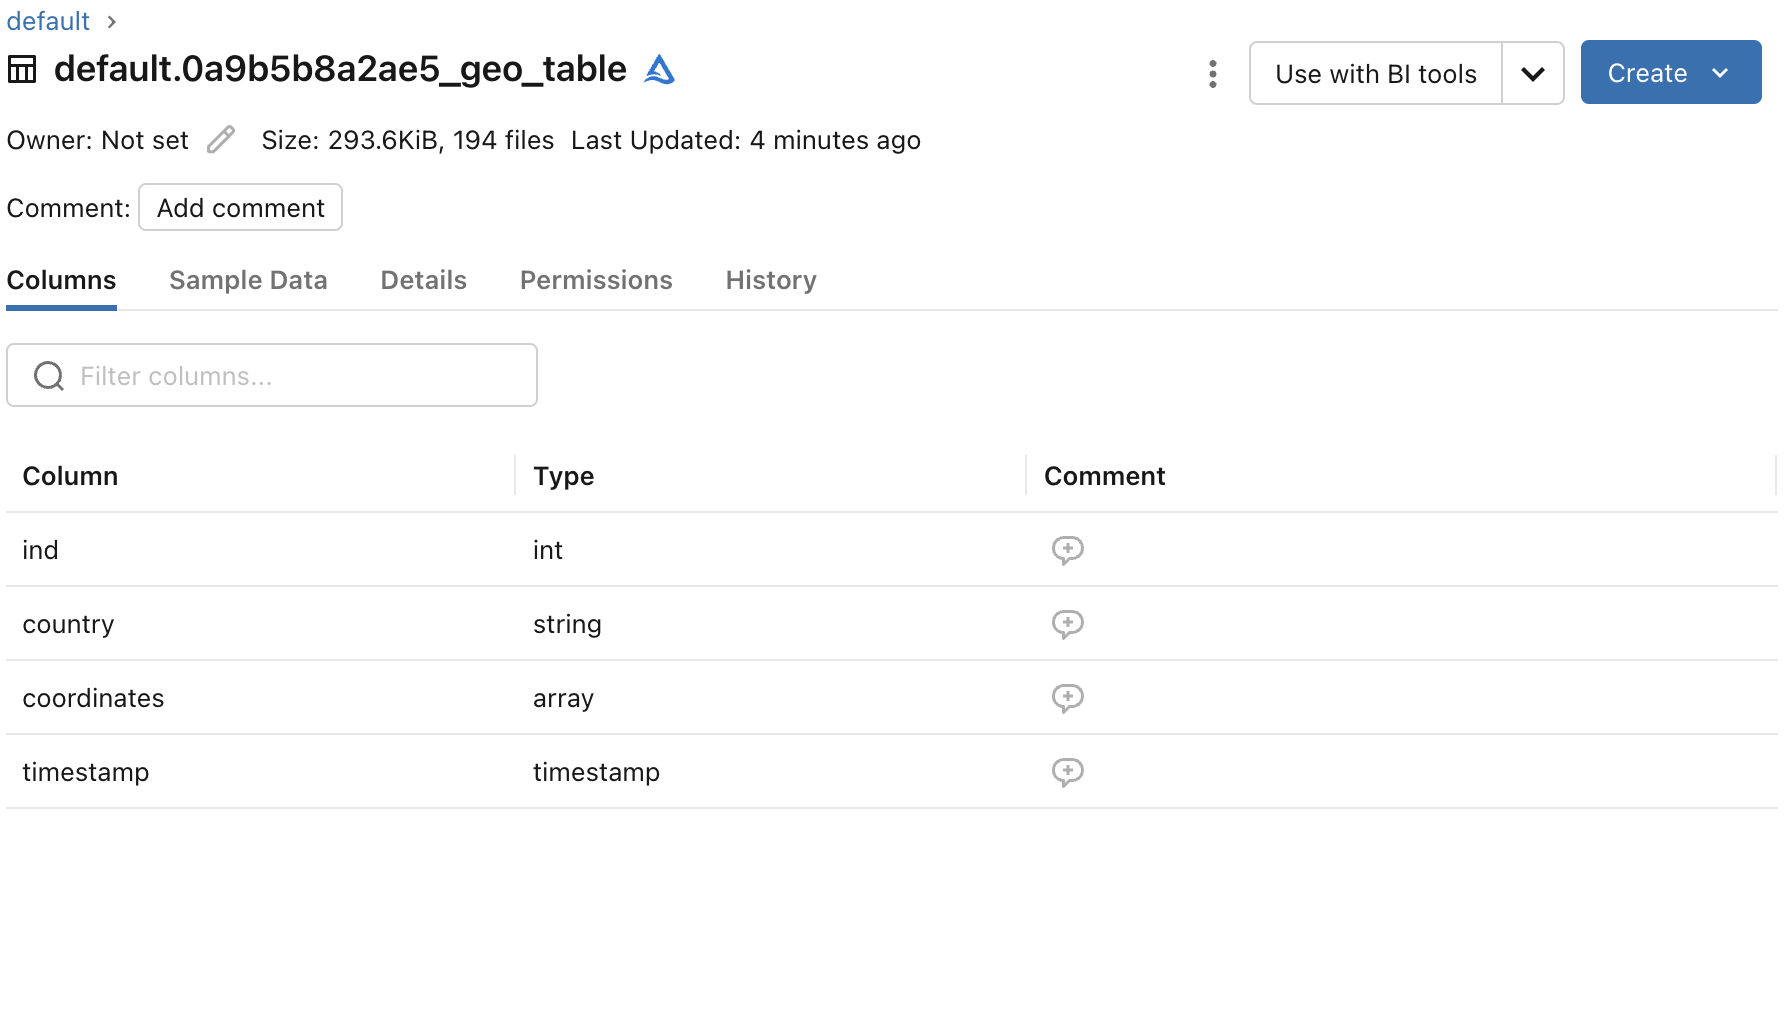 default
default.0a9b5b8a2ae5_geo_table
Use with BI tools
Create
Owner: Not set Size: 293.6KiB, 194 files Last Updated: 4 minutes ago
Comment: Add comment
Columns Sample Data Details Permissions History
Filter columns...
Column Type Comment
ind int
country string
coordinates array
timestamp timestamp